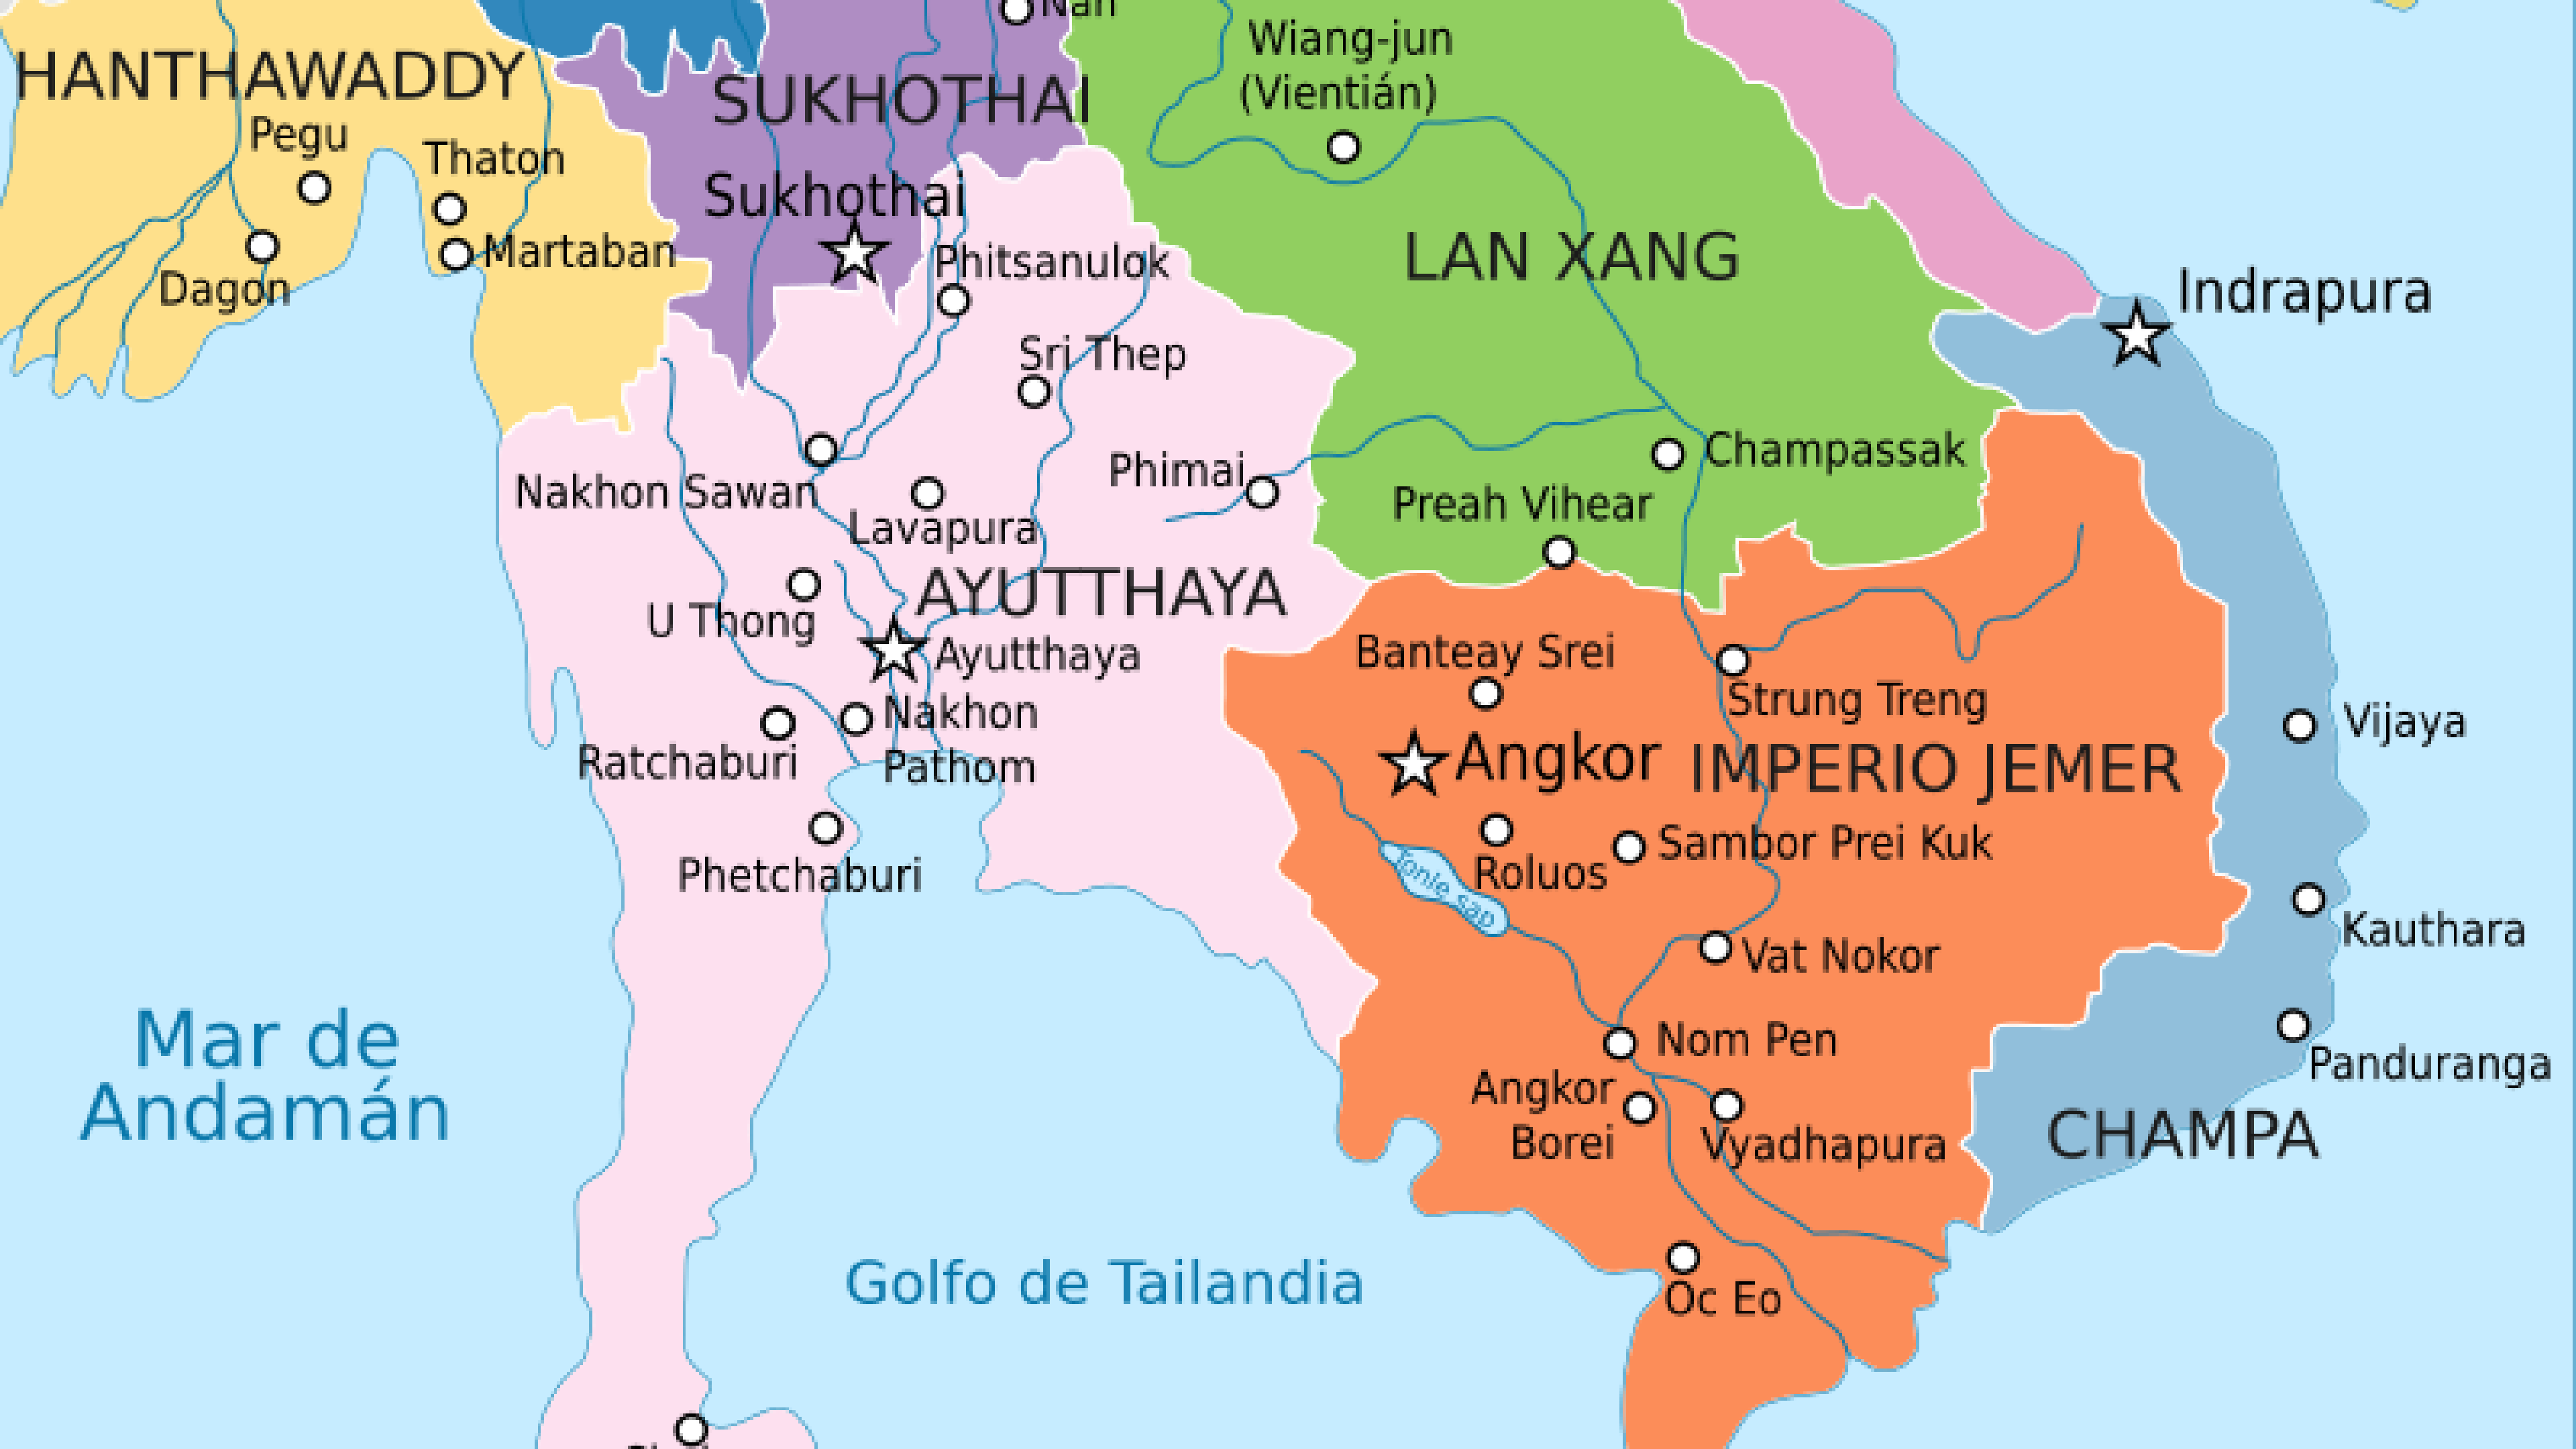 Nan
Wiang-jun
(Vientián)
HANTHAWADDY
SUKHOTHAI
Pegu
Thaton
Sukhothai
Martaban
Dagon
Phitsanulok
LAN XANG
Indrapura
Sri Thep
Nakhon Sawan
Phimai
Champassak
Lavapura
Preah Vihear
U Thong
AYUTTHAYA
Ayutthaya
Banteay Srei
Strung Treng
Nakhon
Pathom
Ratchaburi
Angkor
IMPERIO JEMER
Vijaya
Phetchaburi
Roluos
Sambor Prei Kuk
Tonle sap
Kauthara
Vat Nokor
Mar de
Andamán
Nom Pen
Panduranga
Angkor
Borei
Vyadhapura
CHAMPA
Golfo de Tailandia
Oc Eo